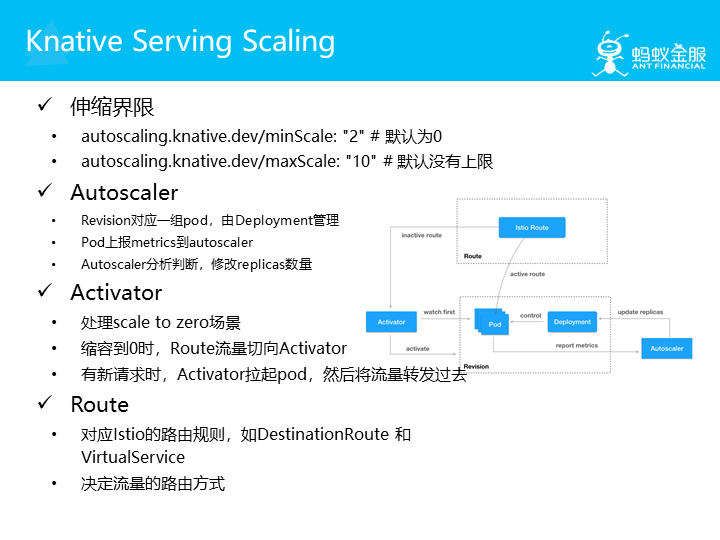 Knative Serving Scaling
蚂蚁金服
ANT FINANCIAL
✓ 伸缩界限
• autoscaling.knative.dev/minScale: "2" # 默认为0
• autoscaling.knative.dev/maxScale: "10" # 默认没有上限
✓ Autoscaler
• Revision对应一组pod，由Deployment管理
• Pod上报metrics到autoscaler
• Autoscaler分析判断，修改replicas数量
✓ Activator
• 处理scale to zero场景
• 缩容到0时，Route流量切向Activator
• 有新请求时，Activator拉起pod，然后将流量转发过去
✓ Route
• 对应Istio的路由规则，如DestinationRoute 和
VirtualService
• 决定流量的路由方式
Istio Route
inactive route
Route
active route
watch first
control
update replicas
Activator
Pod
Deployment
activate
report metrics
Autoscaler
Revision